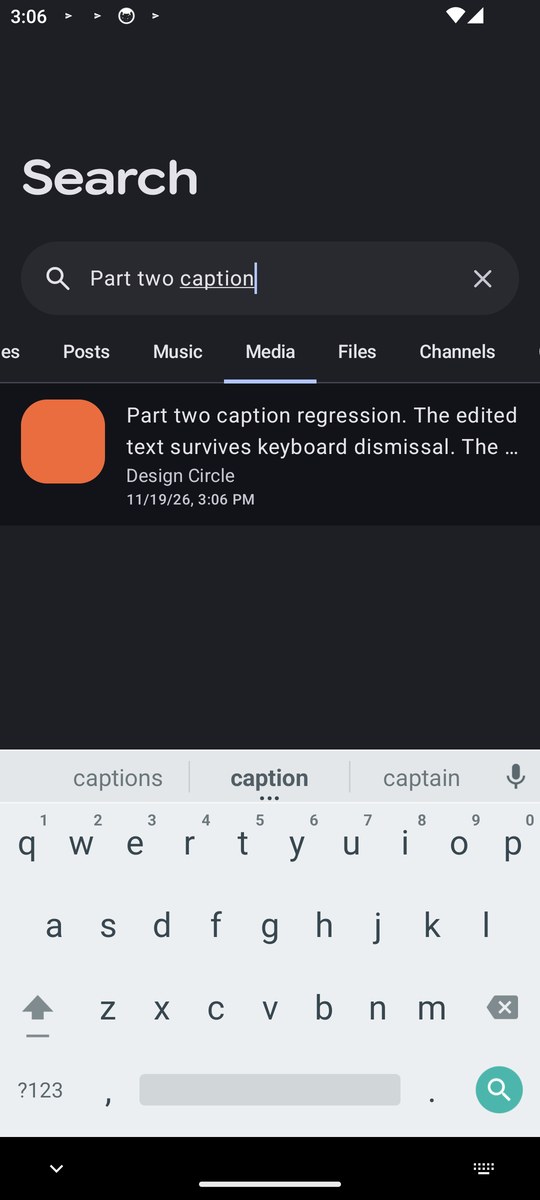 3:06
Search
Part two caption
es Posts Music Media Files Channels
Part two caption regression. The edited
text survives keyboard dismissal. The …
Design Circle
11/19/26, 3:06 PM
captions caption captain
1 2 3 4 5 6 7 8 9 0
q w e r t y u i o p
a s d f g h j k l
z x c v b n m
?123 , .